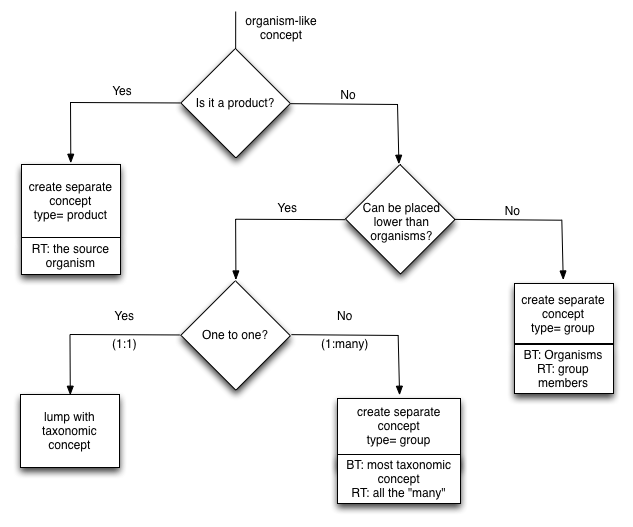 organism-like
concept
Is it a product?
Yes
No
create separate
concept
type= product
RT: the source
organism
Can be placed
lower than
organisms?
Yes
No
create separate
concept
type= group
BT: Organisms
RT: group
members
One to one?
Yes
(1:1)
No
(1:many)
lump with
taxonomic
concept
create separate
concept
type= group
BT: most taxonomic
concept
RT: all the "many"